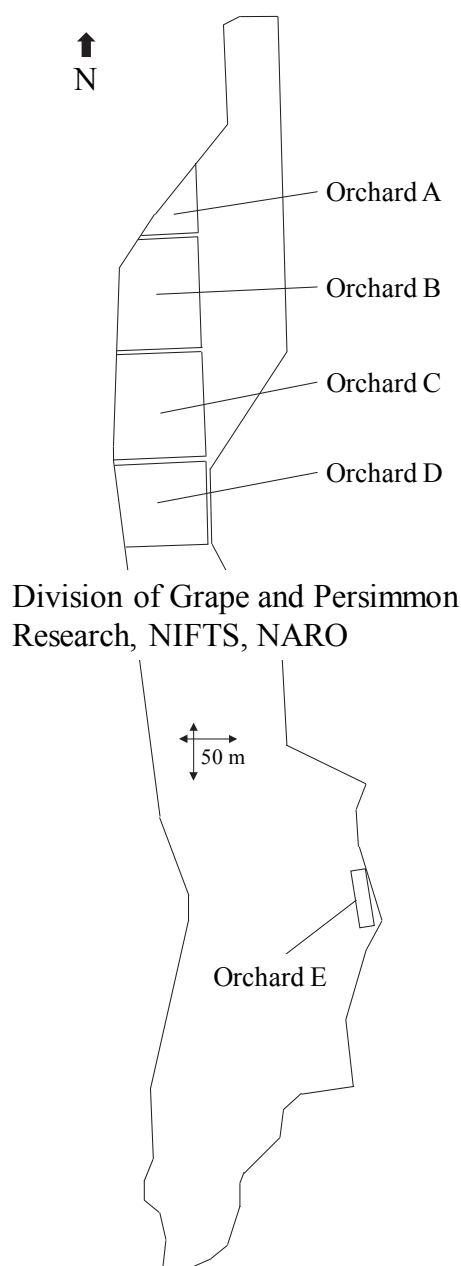 N
Orchard A
Orchard B
Orchard C
Orchard D
Division of Grape and Persimmon
Research, NIFTS, NARO
50 m
Orchard E